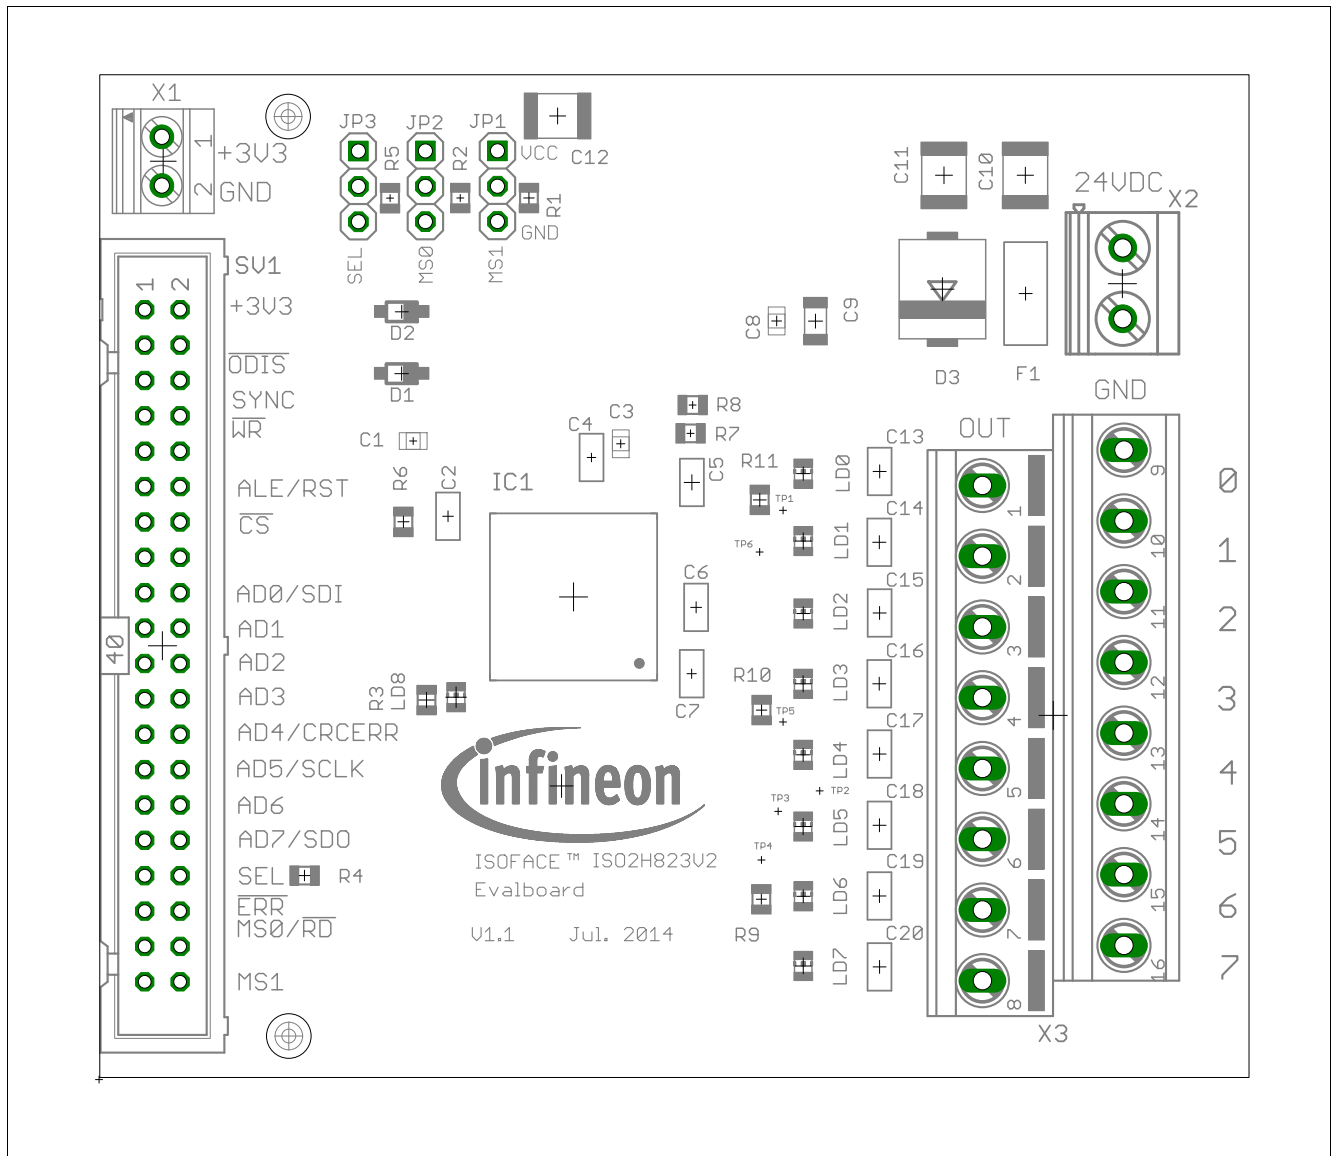 X1
1
+3V3
2
GND
JP3
JP2
JP1
R5
R2
R1
VCC
C12
GND
SEL
MS0
MS1
C11
C10
24VDC
X2
SV1
1
2
+3V3
ODIS
SYNC
WR
ALE/RST
CS
AD0/SDI
AD1
40
AD2
AD3
AD4/CRCERR
AD5/SCLK
AD6
AD7/SDO
SEL
R4
ERR
MS0/RD
MS1
D2
D1
C1
R6
C2
IC1
C4
C3
R8
R7
C5
C6
C7
R3
LD8
C8
C9
D3
F1
GND
OUT
R11
TP1
TP6
R10
TP5
TP2
TP3
TP4
R9
LD0
LD1
LD2
LD3
LD4
LD5
LD6
LD7
C13
C14
C15
C16
C17
C18
C19
C20
1
2
3
4
5
6
7
8
9
10
11
12
13
14
15
16
0
1
2
3
4
5
6
7
X3
infineon
ISOFACE™ ISO2H823V2
Evalboard
V1.1 Jul. 2014